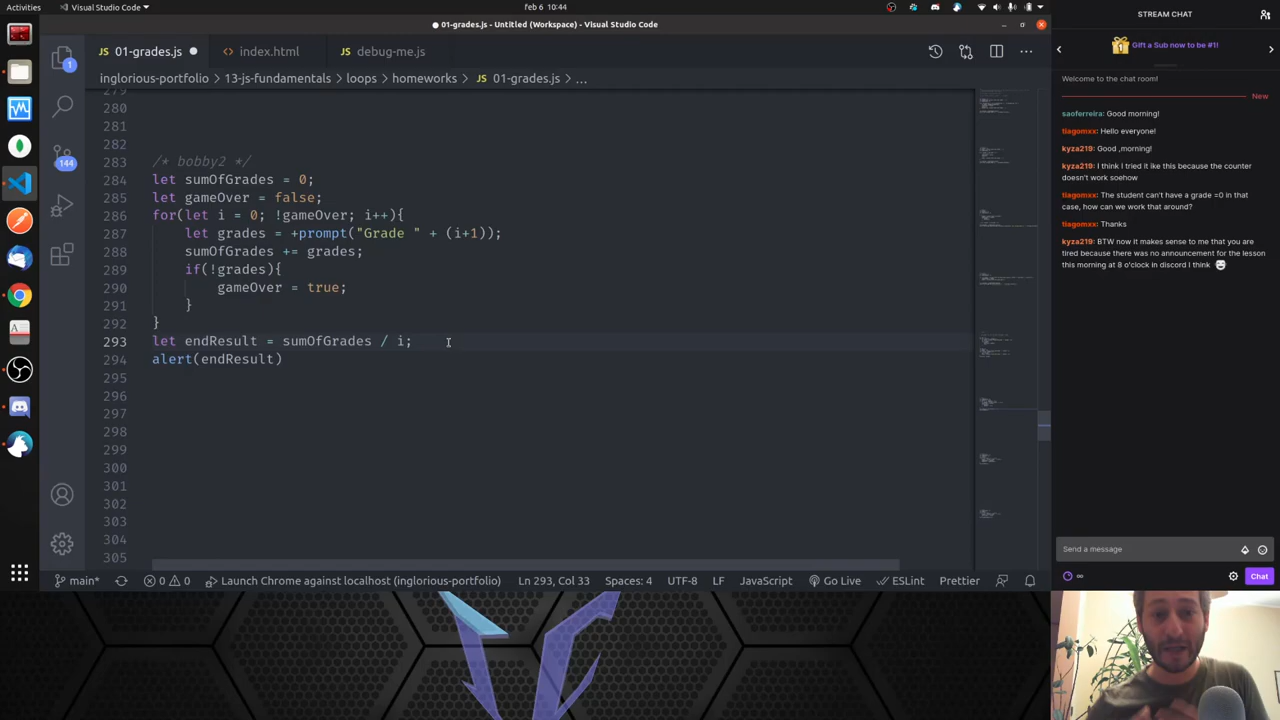 Activities
Visual Studio Code
feb 6 10:44
● 01-grades.js - Untitled (Workspace) - Visual Studio Code
JS 01-grades.js ●
index.html
JS debug-me.js
inglorious-portfolio > 13-js-fundamentals > loops > homeworks > JS 01-grades.js > ...
279
280
281
282
283 /* bobby2 */
284 let sumOfGrades = 0;
285 let gameOver = false;
286 for(let i = 0; !gameOver; i++){
287 let grades = +prompt("Grade " + (i+1));
288 sumOfGrades += grades;
289 if(!grades){
290 gameOver = true;
291 }
292 }
293 let endResult = sumOfGrades / i;
294 alert(endResult)
295
296
297
298
299
300
301
302
303
304
305
1
144
main*
0 0
Launch Chrome against localhost (inglorious-portfolio)
Ln 293, Col 33
Spaces: 4
UTF-8
LF
JavaScript
Go Live
ESLint
Prettier
STREAM CHAT
1
Gift a Sub now to be #1!
Welcome to the chat room!
New
saoferreira: Good morning!
tiagomxx: Hello everyone!
kyza219: Good ,morning!
kyza219: I think I tried it like this because the counter
doesn't work soehow
tiagomxx: The student can't have a grade =0 in that
case, how can we work that around?
tiagomxx: Thanks
kyza219: BTW now it makes sense to me that you are
tired because there was no announcement for the lesson
this morning at 8 o'clock in discord I think
Send a message
∞
Chat